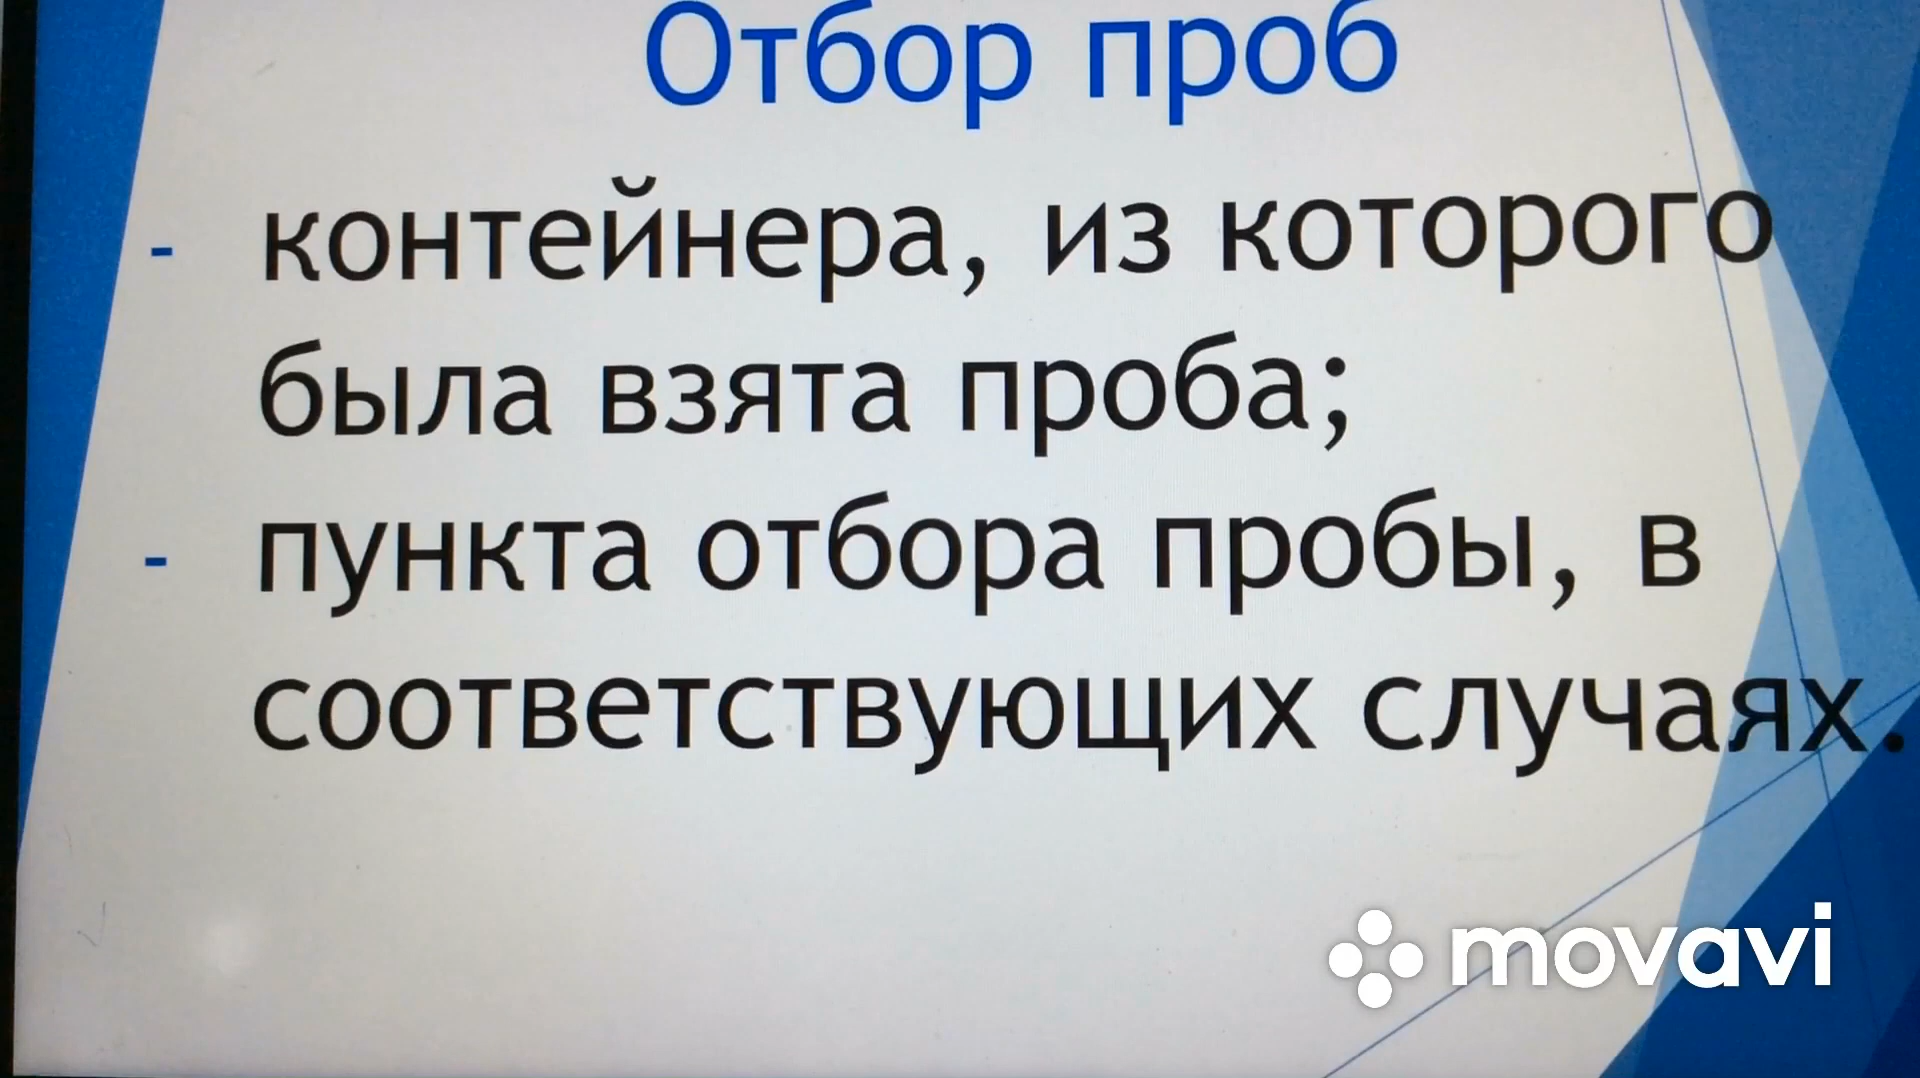 Отбор проб
- контейнера, из которого
была взята проба;
- пункта отбора пробы, в
соответствующих случаях.
movavi